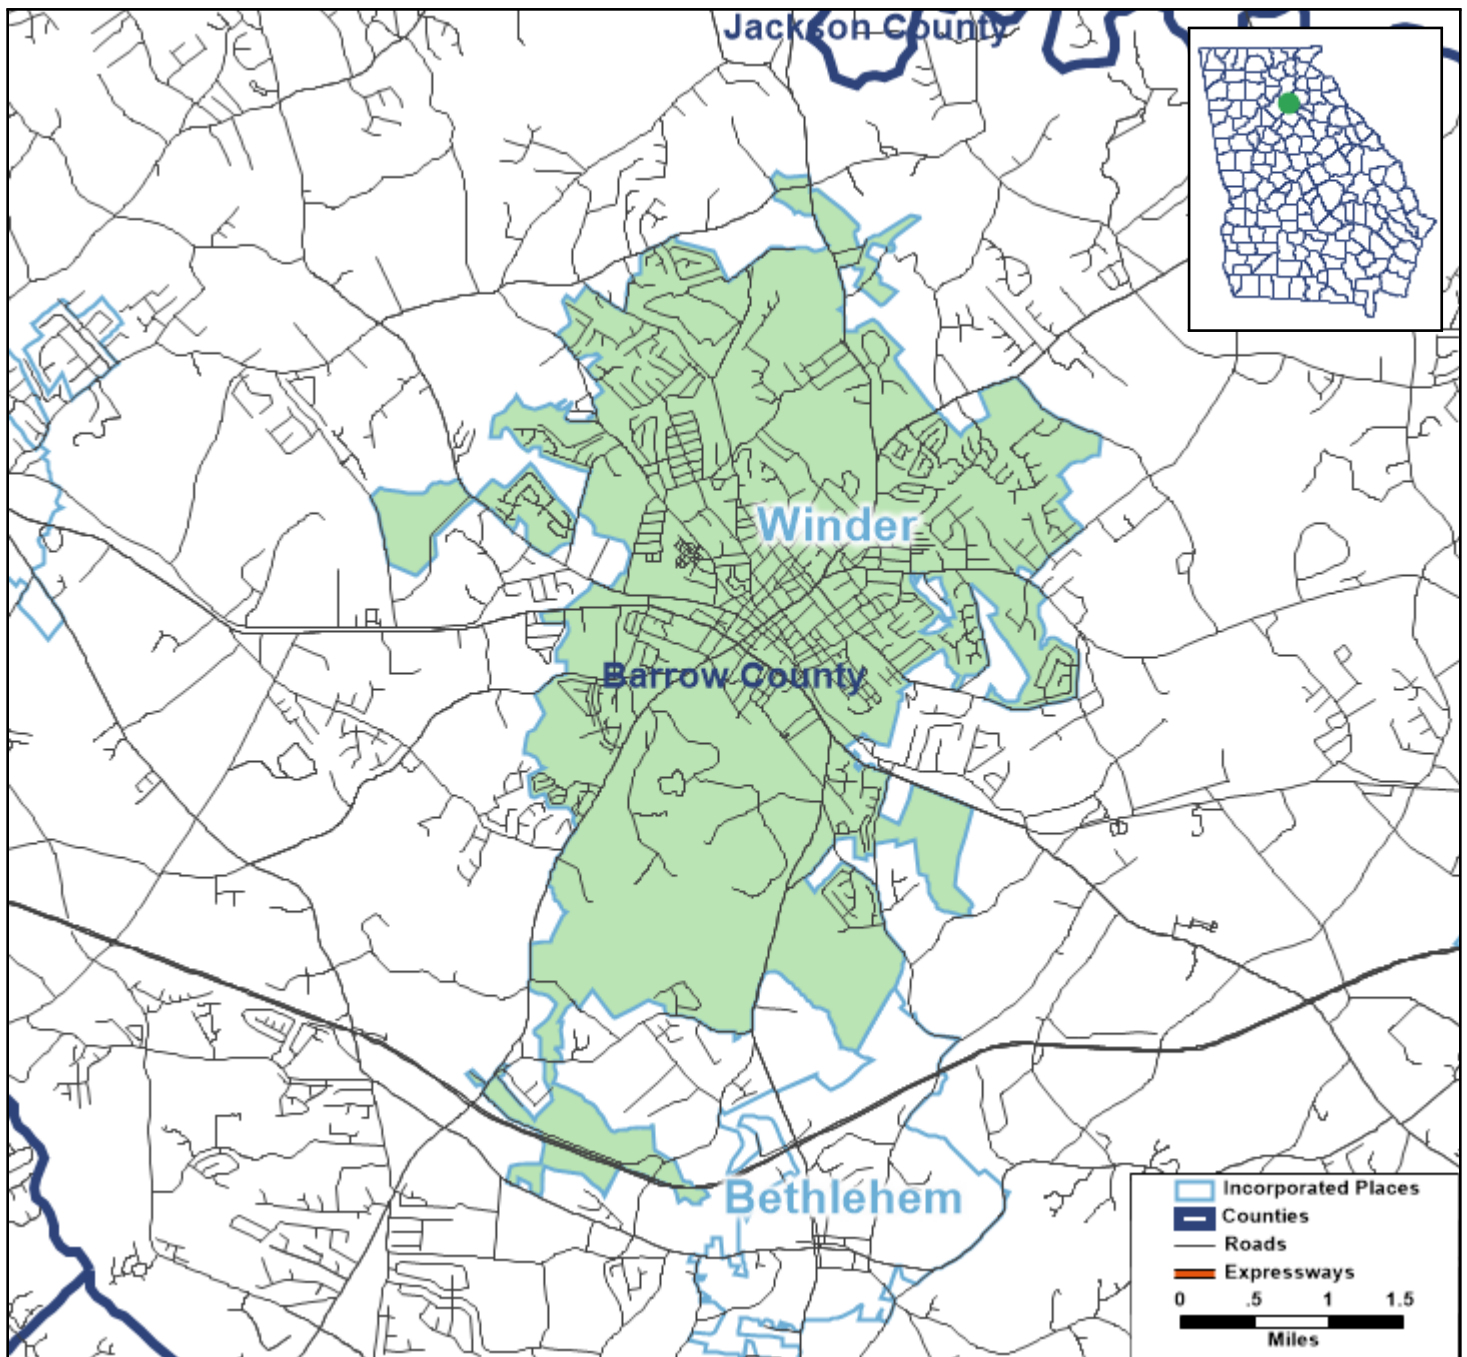 Jackson County
Winder
Barrow County
Bethlehem
Incorporated Places
Counties
Roads
Expressways
0 .5 1 1.5
Miles